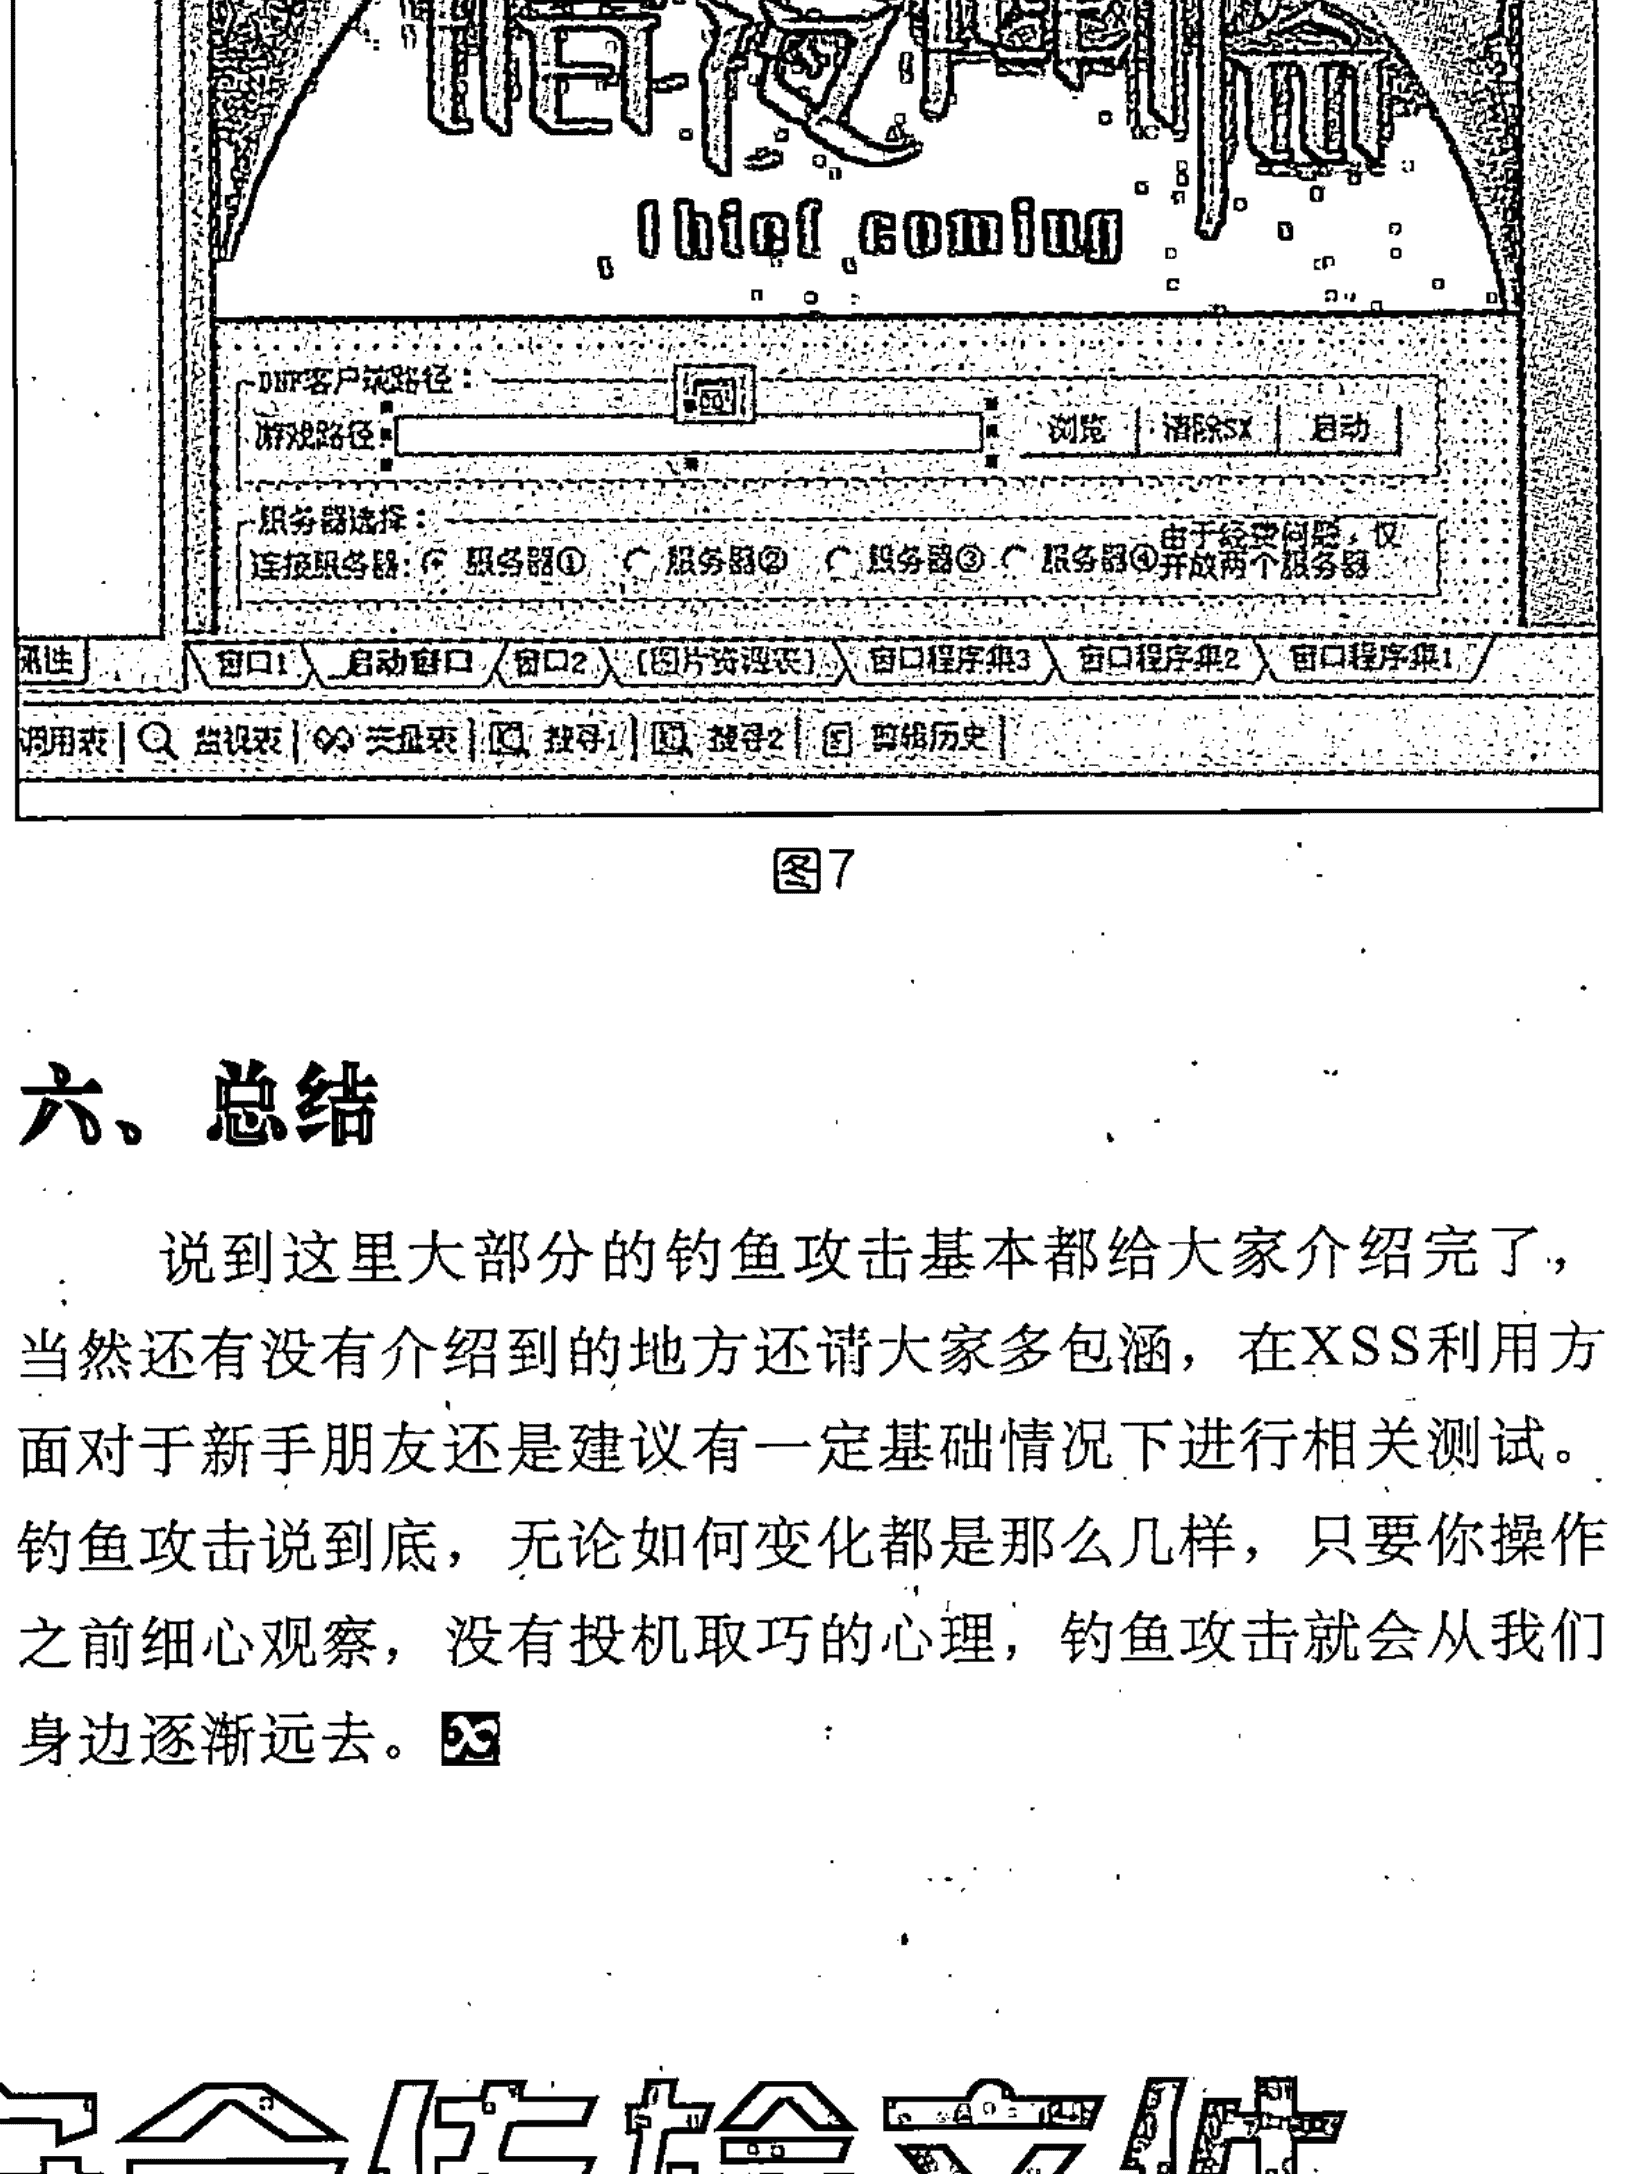 Thief coming
DNF客户端路径：
游戏路径:
浏览 清除SX 启动
服务器选择：
由于经费问题，仅
连接服务器: 服务器① 服务器② 服务器③ 服务器④ 开放两个服务器
属性 窗口1 _启动窗口 窗口2 [图片资源表] 窗口程序集3 窗口程序集2 窗口程序集1
调用表 监视表 变量表 搜寻1 搜寻2 剪辑历史
图7
六、总结
说到这里大部分的钓鱼攻击基本都给大家介绍完了，
当然还有没有介绍到的地方还请大家多包涵，在XSS利用方
面对于新手朋友还是建议有一定基础情况下进行相关测试。
钓鱼攻击说到底，无论如何变化都是那么几样，只要你操作
之前细心观察，没有投机取巧的心理，钓鱼攻击就会从我们
身边逐渐远去。